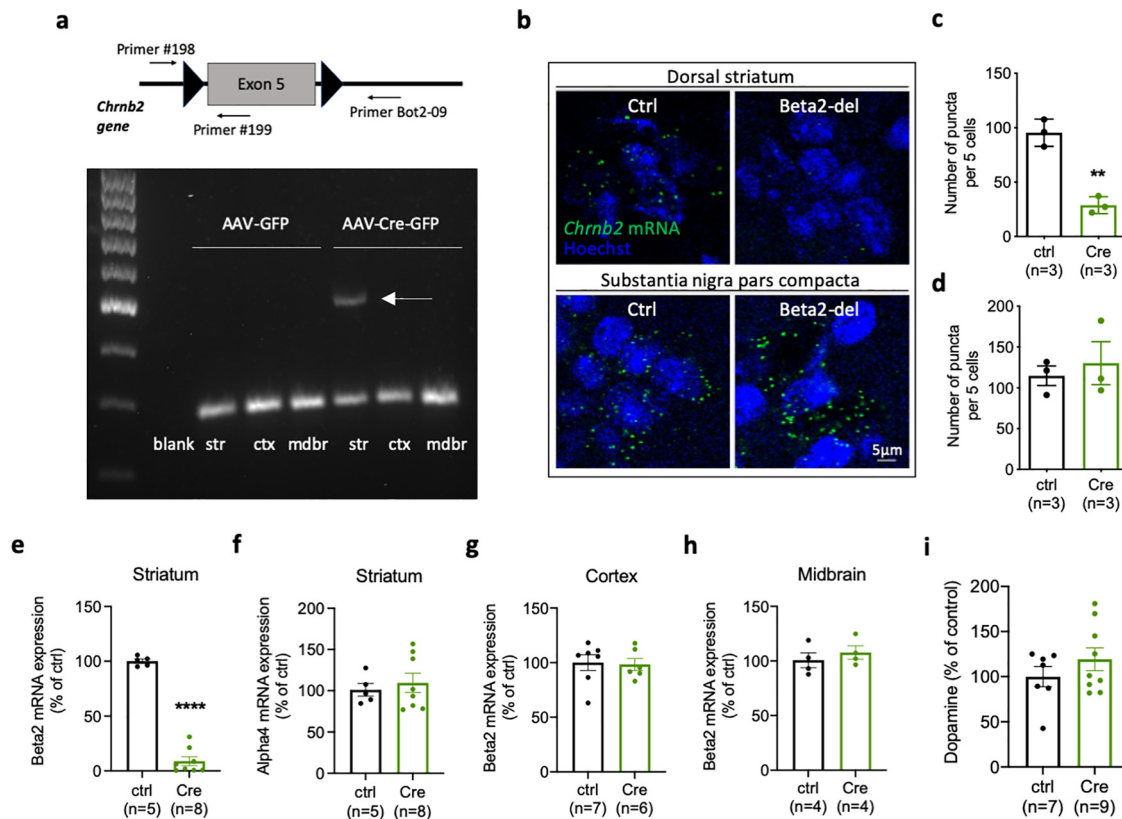 a
Primer #198
Exon 5
Chrnb2
gene
Primer #199
Primer Bot2-09
AAV-GFP
AAV-Cre-GFP
blank str ctx mdbr str ctx mdbr
b
Dorsal striatum
Ctrl
Beta2-del
Chrnb2 mRNA
Hoechst
Substantia nigra pars compacta
Ctrl
Beta2-del
5µm
c
Number of puncta
per 5 cells
150
100
50
0
**
ctrl
(n=3)
Cre
(n=3)
d
Number of puncta
per 5 cells
200
150
100
50
0
ctrl
(n=3)
Cre
(n=3)
e
Striatum
Beta2 mRNA expression
(% of ctrl)
150
100
50
0
****
ctrl
(n=5)
Cre
(n=8)
f
Striatum
Alpha4 mRNA expression
(% of ctrl)
200
150
100
50
0
ctrl
(n=5)
Cre
(n=8)
g
Cortex
Beta2 mRNA expression
(% of ctrl)
150
100
50
0
ctrl
(n=7)
Cre
(n=6)
h
Midbrain
Beta2 mRNA expression
(% of ctrl)
150
100
50
0
ctrl
(n=4)
Cre
(n=4)
i
Dopamine (% of control)
200
150
100
50
0
ctrl
(n=7)
Cre
(n=9)